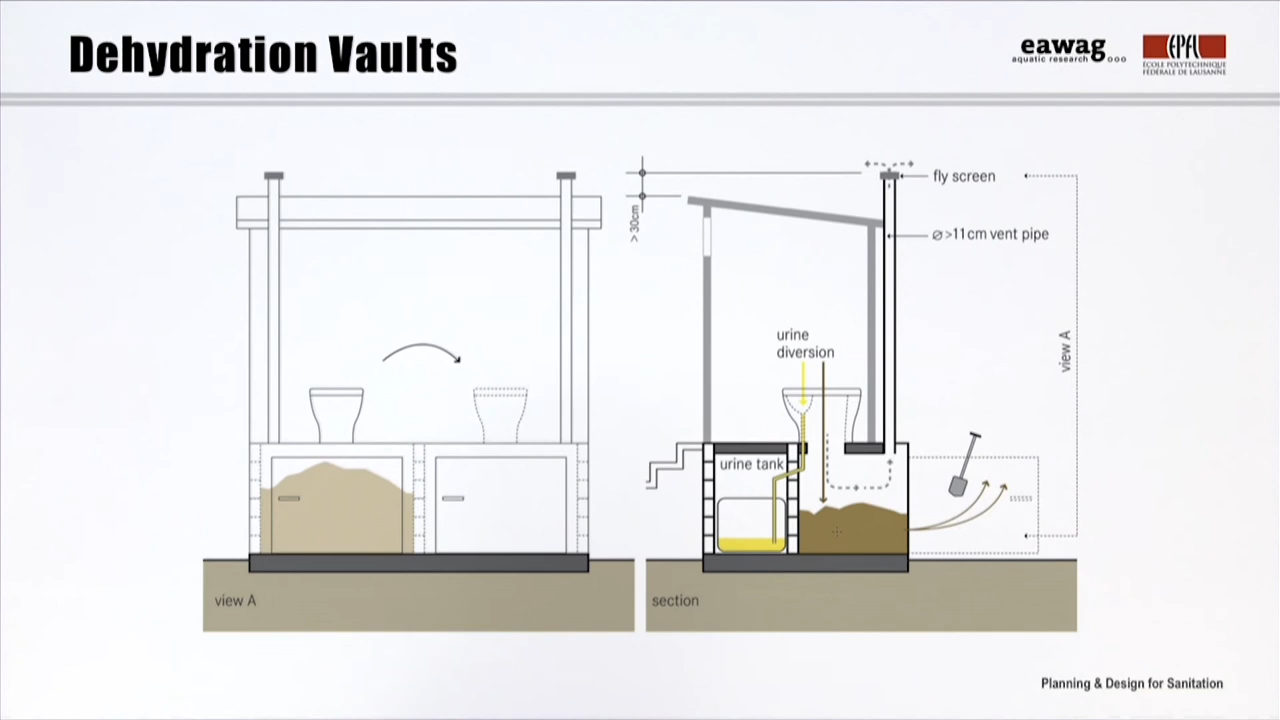 Dehydration Vaults
eawag
aquatic research
EPFL
ÉCOLE POLYTECHNIQUE
FÉDÉRALE DE LAUSANNE
fly screen
> 30cm
⌀ >11cm vent pipe
urine
diversion
view A
urine tank
view A
section
Planning & Design for Sanitation